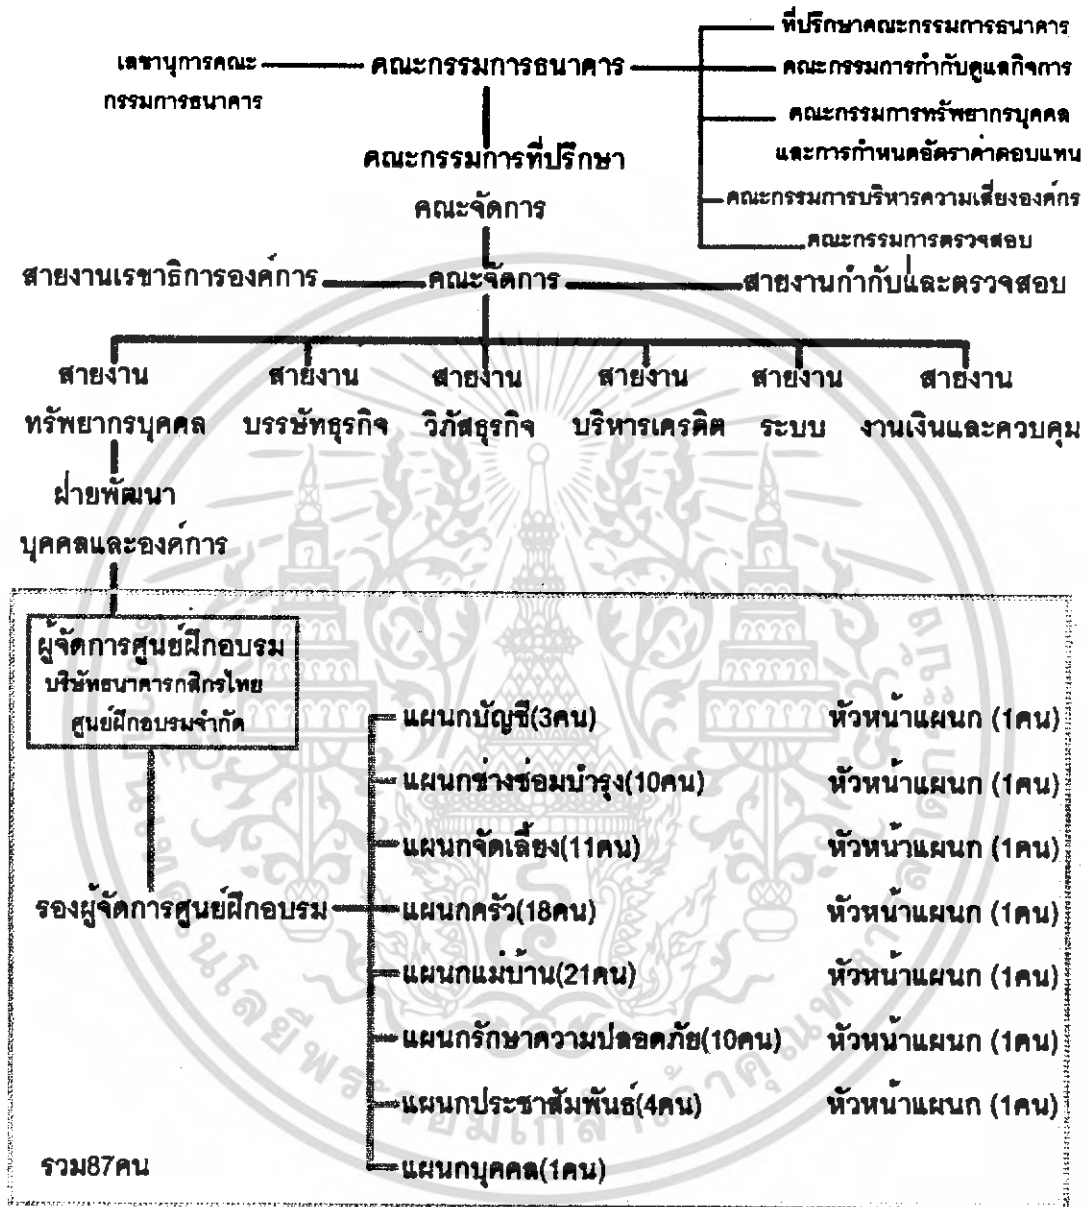 ที่ปรึกษาคณะกรรมการธนาคาร
เลขานุการคณะ คณะกรรมการธนาคาร คณะกรรมการกำกับดูแลกิจการ
กรรมการธนาคาร
คณะกรรมการทรัพยากรบุคคล
และการกำหนดอัตราค่าตอบแทน
คณะกรรมการที่ปรึกษา
คณะจัดการ
คณะกรรมการบริหารความเสี่ยงองค์กร
คณะกรรมการตรวจสอบ
สายงานเรชาธิการองค์การ คณะจัดการ สายงานกำกับและตรวจสอบ
สายงาน สายงาน สายงาน สายงาน สายงาน สายงาน
ทรัพยากรบุคคล บรรษัทธุรกิจ วิภัสธุรกิจ บริหารเครดิต ระบบ งานเงินและควบคุม
ฝ่ายพัฒนา
บุคคลและองค์การ
ผู้จัดการศูนย์ฝึกอบรม
บริษัทธนาคารกสิกรไทย
ศูนย์ฝึกอบรมจำกัด
แผนกบัญชี(3คน) หัวหน้าแผนก (1คน)
แผนกช่างซ่อมบำรุง(10คน) หัวหน้าแผนก (1คน)
แผนกจัดเลี้ยง(11คน) หัวหน้าแผนก (1คน)
รองผู้จัดการศูนย์ฝึกอบรม แผนกครัว(18คน) หัวหน้าแผนก (1คน)
แผนกแม่บ้าน(21คน) หัวหน้าแผนก (1คน)
แผนกรักษาความปลอดภัย(10คน) หัวหน้าแผนก (1คน)
แผนกประชาสัมพันธ์(4คน) หัวหน้าแผนก (1คน)
รวม87คน แผนกบุคคล(1คน)